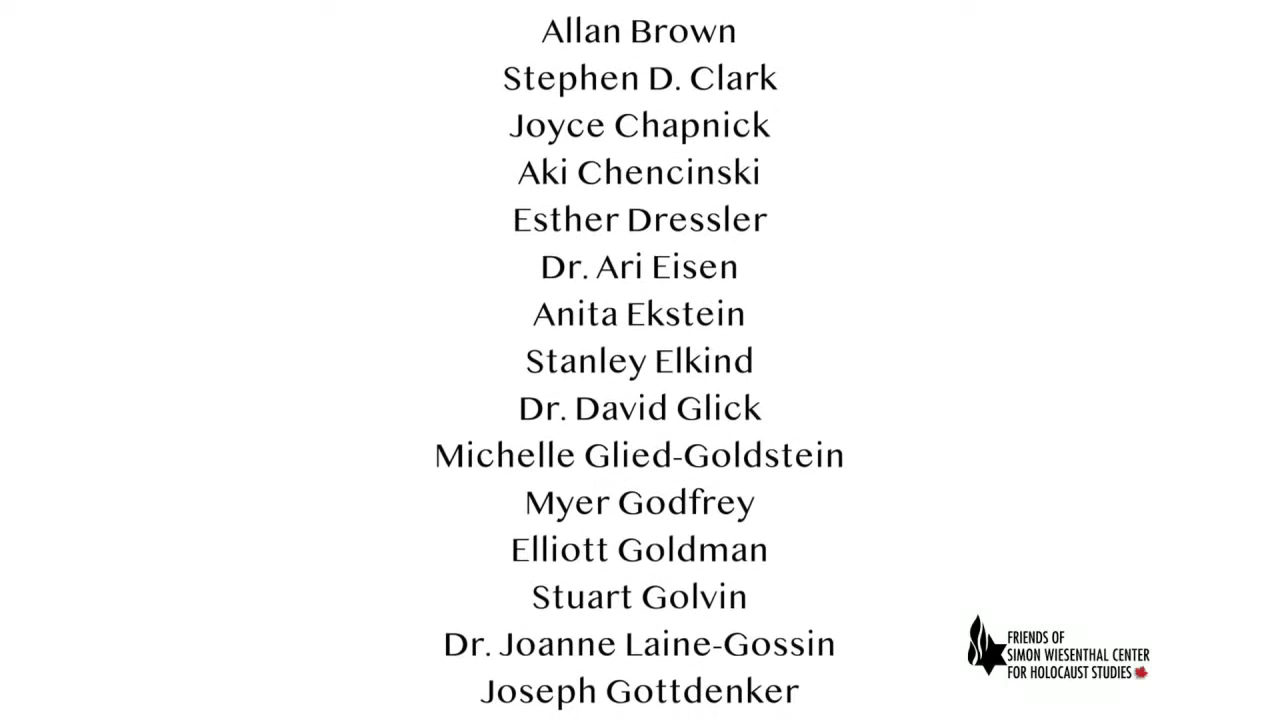 Allan Brown
Stephen D. Clark
Joyce Chapnick
Aki Chencinski
Esther Dressler
Dr. Ari Eisen
Anita Ekstein
Stanley Elkind
Dr. David Glick
Michelle Glied-Goldstein
Myer Godfrey
Elliott Goldman
Stuart Golvin
Dr. Joanne Laine-Gossin
Joseph Gottdenker
FRIENDS OF
SIMON WIESENTHAL CENTER
FOR HOLOCAUST STUDIES